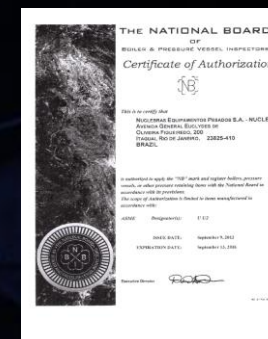 THE NATIONAL BOARD
OF
BOILER & PRESSURE VESSEL INSPECTORS
Certificate of Authorization
NB
This is to certify that
NUCLEBRAS EQUIPAMENTOS PESADOS S.A. - NUCLEP
AVENIDA GENERAL EUCLYDES DE
OLIVEIRA FIGUEIREDO, 200
ITAGUAI, RIO DE JANEIRO, 23825-410
BRAZIL
is authorized to apply the "NB" mark and register boilers, pressure
vessels, or other pressure retaining items with the National Board in
accordance with its provisions.
The scope of Authorization is limited to items manufactured in
accordance with:
ASME Designator(s): U U2
ISSUE DATE: September 9, 2012
EXPIRATION DATE: September 15,
Executive Director
N B
B